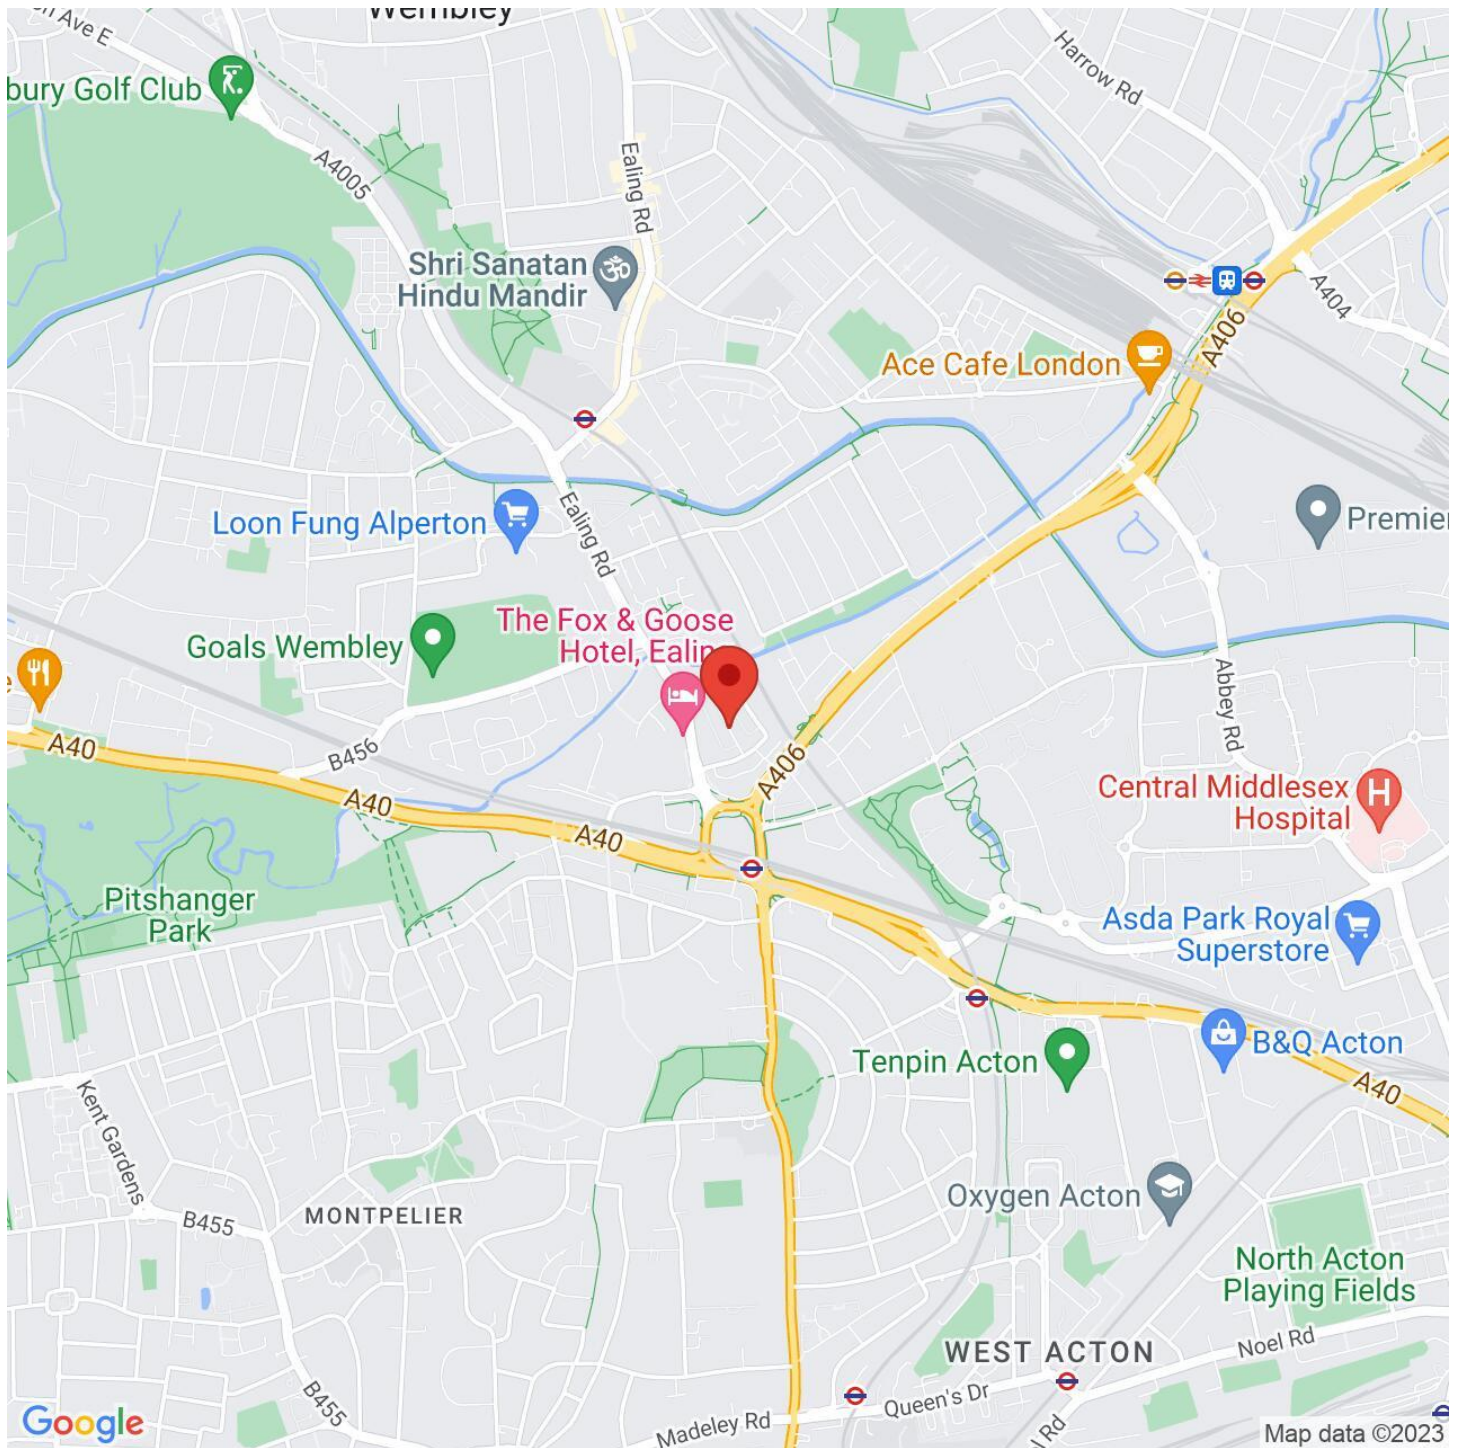 Wembley
Ave E
Harrow Rd
bury Golf Club
A4005
Ealing Rd
Shri Sanatan
Hindu Mandir
A404
A406
Ace Cafe London
Loon Fung Alperton
Ealing Rd
Premier
The Fox & Goose
Hotel, Ealin
Goals Wembley
e
Abbey Rd
A40
B456
A406
A40
A40
Central Middlesex
Hospital
H
Pitshanger
Park
Asda Park Royal
Superstore
Tenpin Acton
B&Q Acton
A40
Kent Gardens
Oxygen Acton
B455
MONTPELIER
North Acton
Playing Fields
WEST ACTON
Noel Rd
B455
Queen's Dr
Madeley Rd
Rd
Google
Map data ©2023